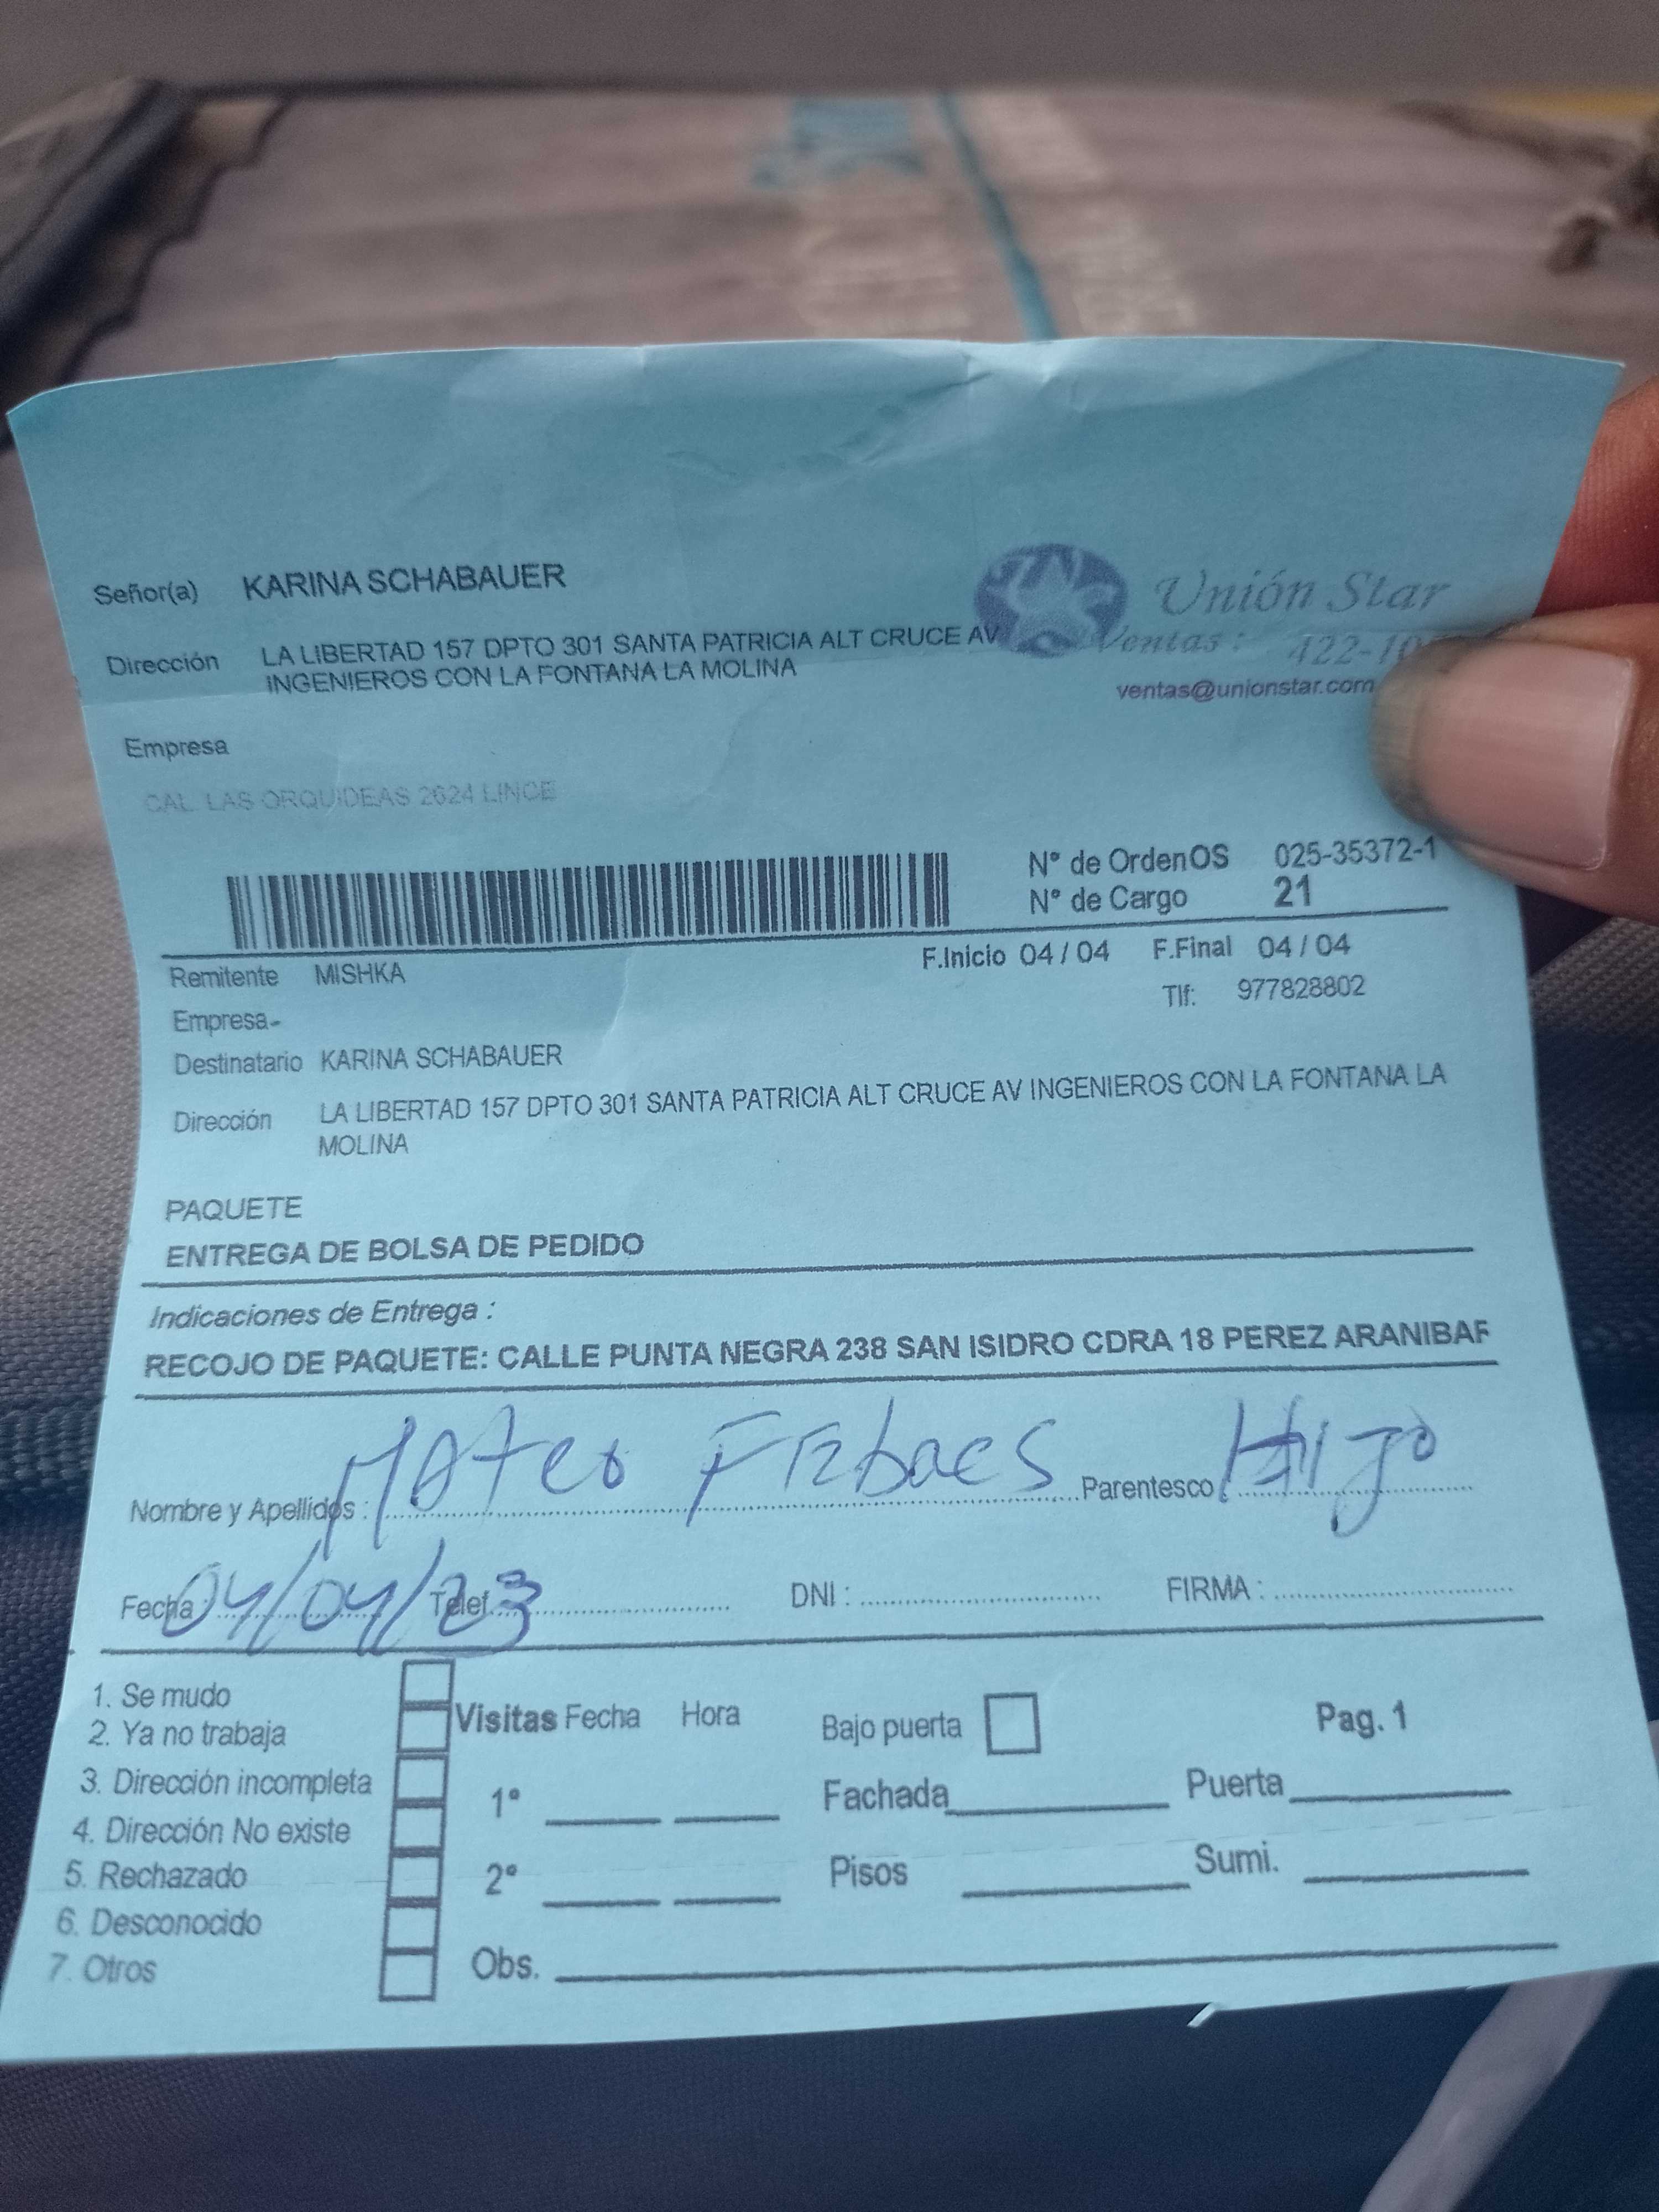 Señor(a) KARINA SCHABAUER
Unión Star
Dirección LA LIBERTAD 157 DPTO 301 SANTA PATRICIA ALT CRUCE AV
INGENIEROS CON LA FONTANA LA MOLINA
Ventas: 422-10
ventas@unionstar.com
Empresa
CAL. LAS ORQUIDEAS 2624 LINCE
N° de OrdenOS 025-35372-1
N° de Cargo 21
F.Inicio 04 / 04 F.Final 04 / 04
Remitente MISHKA
Tlf: 977828802
Empresa-
Destinatario KARINA SCHABAUER
Dirección LA LIBERTAD 157 DPTO 301 SANTA PATRICIA ALT CRUCE AV INGENIEROS CON LA FONTANA LA
MOLINA
PAQUETE
ENTREGA DE BOLSA DE PEDIDO
Indicaciones de Entrega :
RECOJO DE PAQUETE: CALLE PUNTA NEGRA 238 SAN ISIDRO CDRA 18 PEREZ ARANIBAR
Nombre y Apellidos : Mateo Parentesco Hijo
Fecha 04/04/23 Telef. DNI : FIRMA :
1. Se mudo
2. Ya no trabaja
3. Dirección incompleta
4. Dirección No existe
5. Rechazado
6. Desconocido
7. Otros
Visitas Fecha Hora
1°
2°
Obs.
Bajo puerta
Pag. 1
Fachada Puerta
Pisos Sumi.